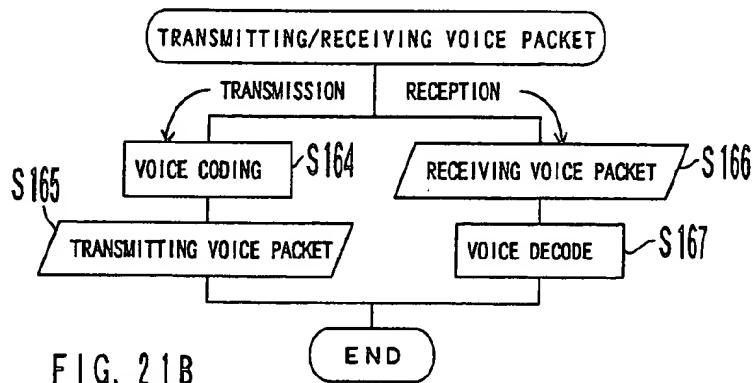 TRANSMITTING/RECEIVING VOICE PACKET
TRANSMISSION
RECEPTION
VOICE CODING
S164
RECEIVING VOICE PACKET
S166
S165
TRANSMITTING VOICE PACKET
VOICE DECODE
S167
END
FIG. 21B